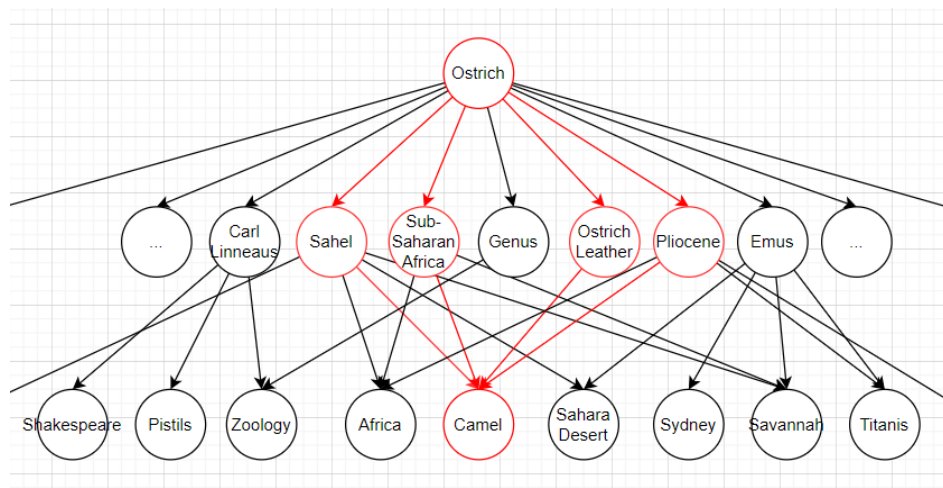 Ostrich
...
Carl
Linneaus
Sahel
Sub-
Saharan
Africa
Genus
Ostrich
Leather
Pliocene
Emus
...
Shakespeare
Pistils
Zoology
Africa
Camel
Sahara
Desert
Sydney
Savannah
Titanis